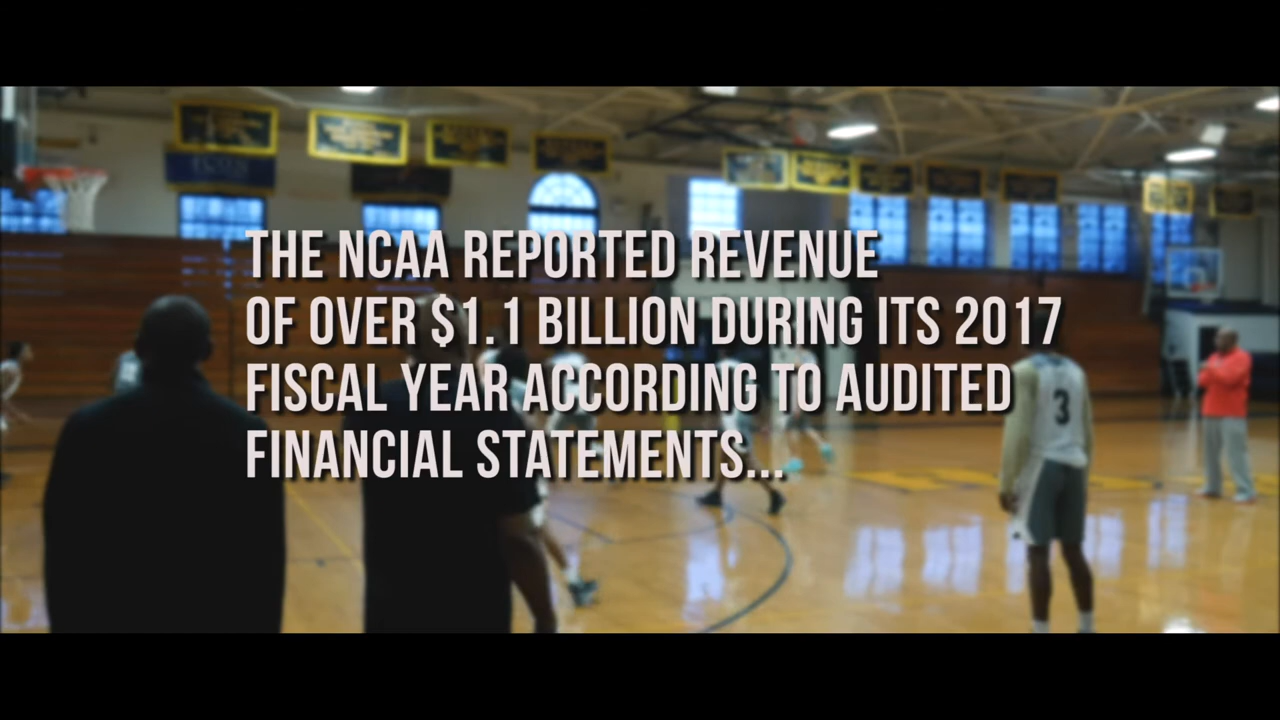 THE NCAA REPORTED REVENUE
OF OVER $1.1 BILLION DURING ITS 2017
FISCAL YEAR ACCORDING TO AUDITED
FINANCIAL STATEMENTS...
3